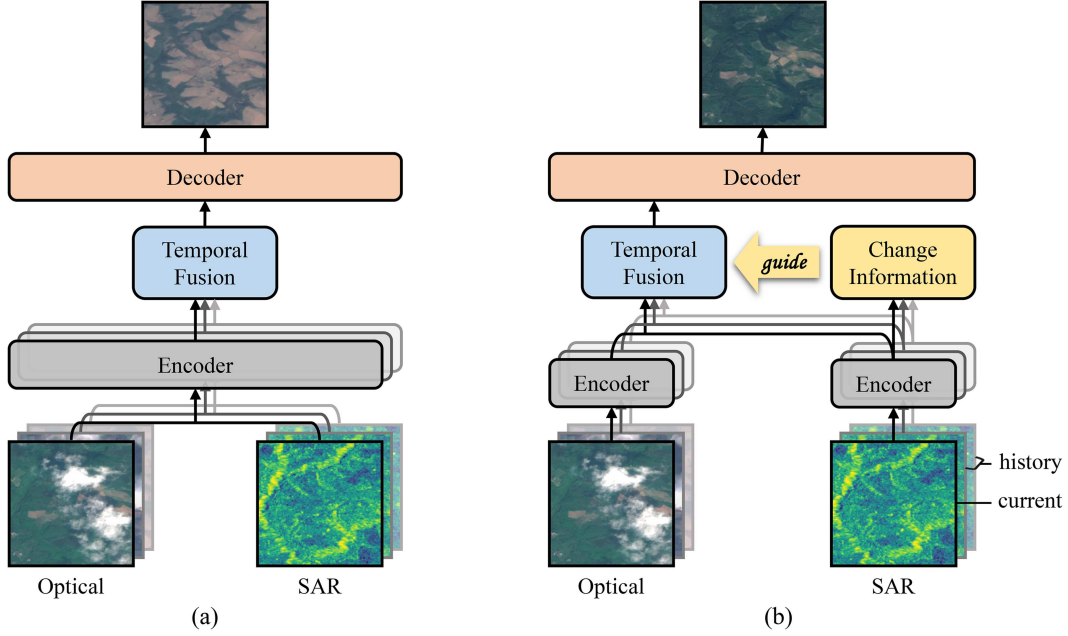 Decoder
Temporal
Fusion
Encoder
Optical
SAR
(a)
Decoder
Temporal
Fusion
guide
Change
Information
Encoder
Encoder
history
current
Optical
SAR
(b)